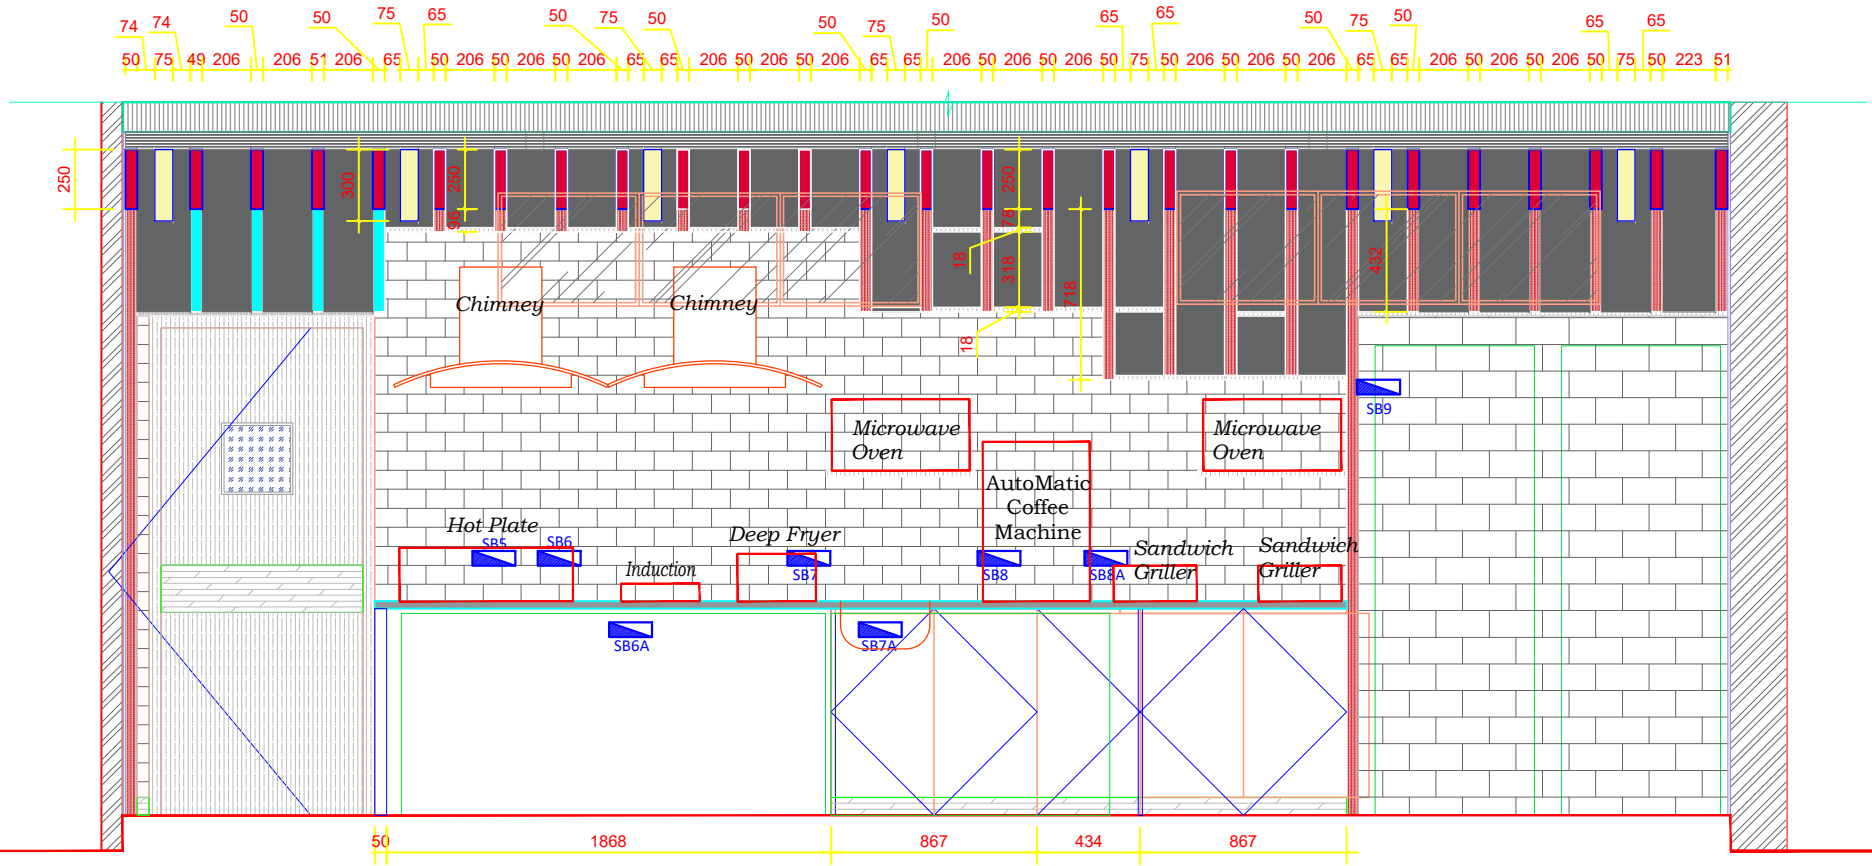 50 50 75 65 50 75 50 50 75 50 65 65 50 75 50 65 65
74 74
50 75 49 206 206 51 206 65 50 206 50 206 50 206 65 65 206 50 206 50 206 65 65 206 50 206 50 206 50 75 50 206 50 206 50 206 65 65 206 50 206 50 206 50 75 50 223 51
250 300 250 96 250 78 18 318 18 718 432
Chimney Chimney
SB9
Microwave
Oven
Microwave
Oven
AutoMatic
Coffee
Machine
Hot Plate
SB5 SB6
Deep Fryer
SB7
Induction
SB8
SB8A
Sandwich
Griller
Sandwich
Griller
SB6A
SB7A
50 1868 867 434 867